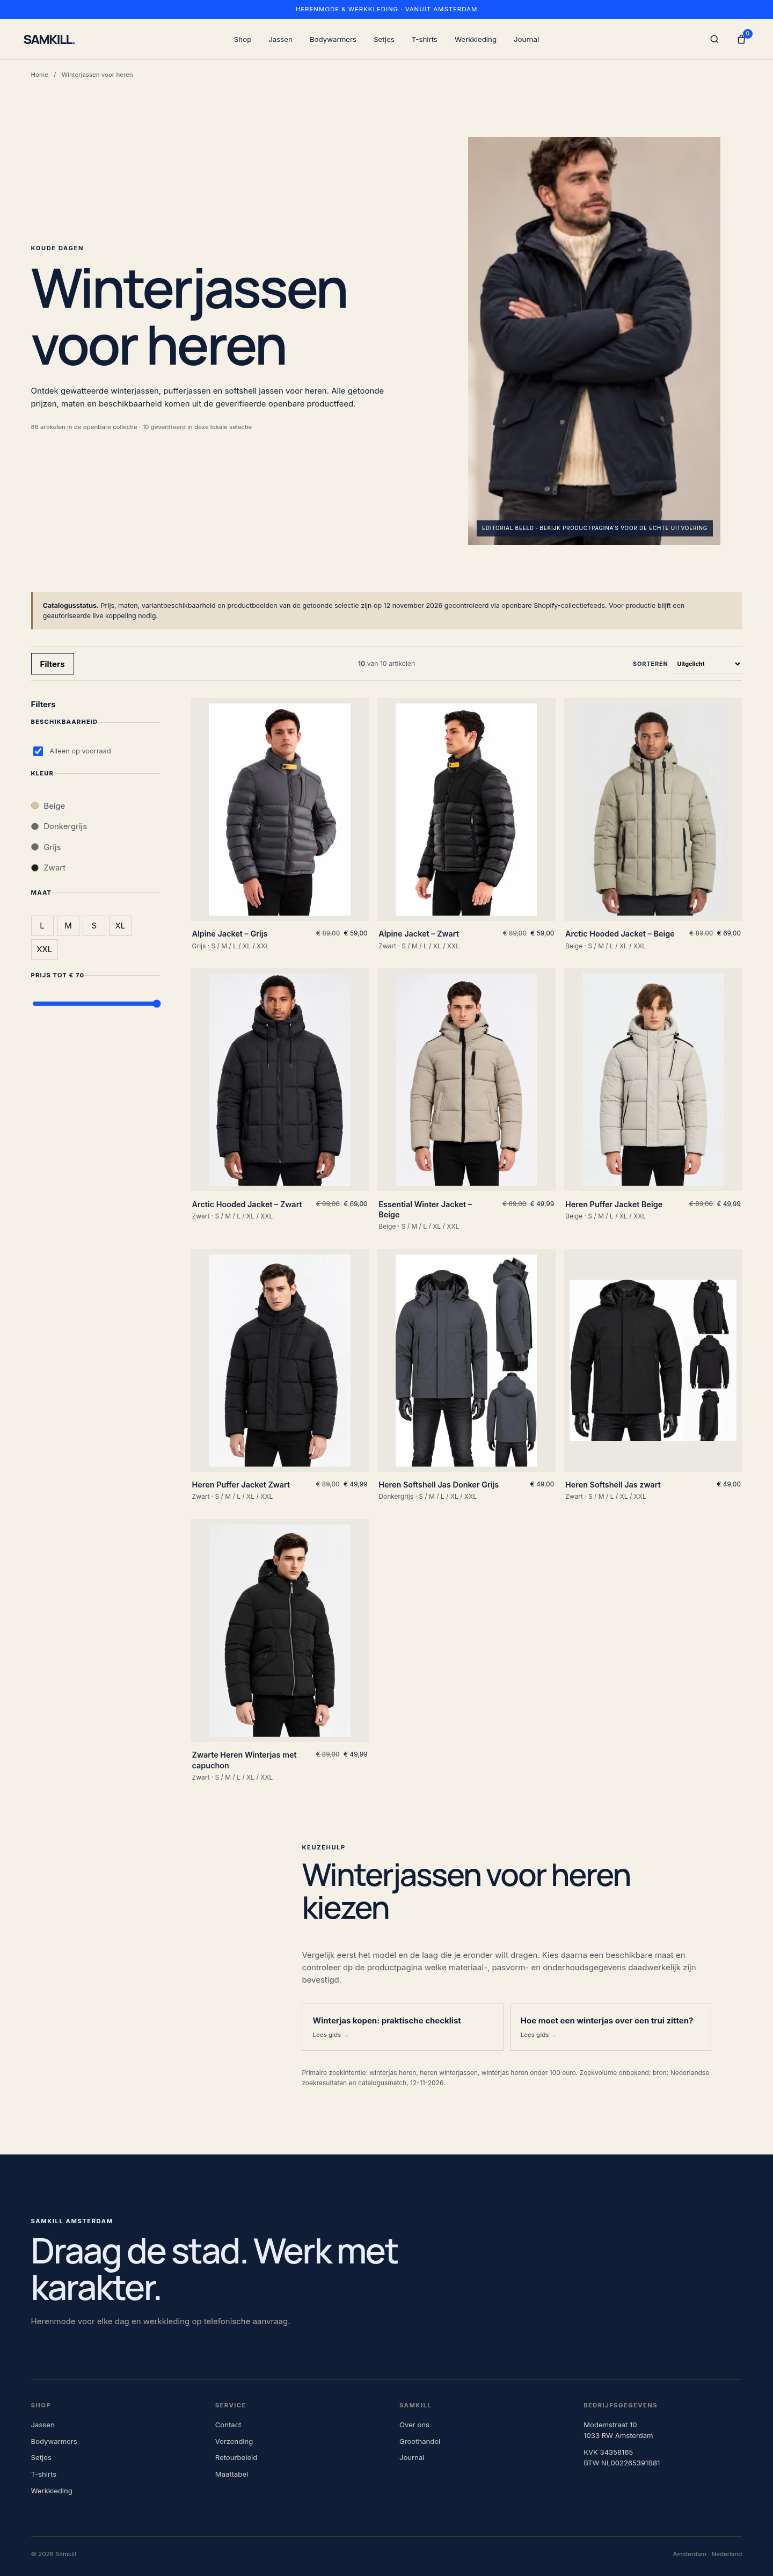 HERENMODE & WERKKLEDING · VANUIT AMSTERDAM
SAMKILL.
Shop
Jassen
Bodywarmers
Setjes
T-shirts
Werkkleding
Journal
0
Home / Winterjassen voor heren
KOUDE DAGEN
Winterjassen
voor heren
Ontdek gewatteerde winterjassen, pufferjassen en softshell jassen voor heren. Alle getoonde
prijzen, maten en beschikbaarheid komen uit de geverifieerde openbare productfeed.
86 artikelen in de openbare collectie · 10 geverifieerd in deze lokale selectie
EDITORIAL BEELD · BEKIJK PRODUCTPAGINA'S VOOR DE ECHTE UITVOERING
Catalogusstatus. Prijs, maten, variantbeschikbaarheid en productbeelden van de getoonde selectie zijn op 12 november 2026 gecontroleerd via openbare Shopify-collectiefeeds. Voor productie blijft een
geautoriseerde live koppeling nodig.
Filters
10 van 10 artikelen
SORTEREN
Uitgelicht
Filters
BESCHIKBAARHEID
Alleen op voorraad
KLEUR
Beige
Donkergrijs
Grijs
Zwart
MAAT
L
M
S
XL
XXL
PRIJS TOT € 70
Alpine Jacket – Grijs
€ 89,00 € 59,00
Grijs · S / M / L / XL / XXL
Alpine Jacket – Zwart
€ 89,00 € 59,00
Zwart · S / M / L / XL / XXL
Arctic Hooded Jacket – Beige
€ 89,00 € 69,00
Beige · S / M / L / XL / XXL
Arctic Hooded Jacket – Zwart
€ 89,00 € 69,00
Zwart · S / M / L / XL / XXL
Essential Winter Jacket –
Beige
€ 89,00 € 49,99
Beige · S / M / L / XL / XXL
Heren Puffer Jacket Beige
€ 89,00 € 49,99
Beige · S / M / L / XL / XXL
Heren Puffer Jacket Zwart
€ 89,00 € 49,99
Zwart · S / M / L / XL / XXL
Heren Softshell Jas Donker Grijs
€ 49,00
Donkergrijs · S / M / L / XL / XXL
Heren Softshell Jas zwart
€ 49,00
Zwart · S / M / L / XL / XXL
Zwarte Heren Winterjas met
capuchon
€ 89,00 € 49,99
Zwart · S / M / L / XL / XXL
KEUZEHULP
Winterjassen voor heren
kiezen
Vergelijk eerst het model en de laag die je eronder wilt dragen. Kies daarna een beschikbare maat en
controleer op de productpagina welke materiaal-, pasvorm- en onderhoudsgegevens daadwerkelijk zijn
bevestigd.
Winterjas kopen: praktische checklist
Lees gids →
Hoe moet een winterjas over een trui zitten?
Lees gids →
Primaire zoekintentie: winterjas heren, heren winterjassen, winterjas heren onder 100 euro. Zoekvolume onbekend; bron: Nederlandse
zoekresultaten en catalogusmatch, 12-11-2026.
SAMKILL AMSTERDAM
Draag de stad. Werk met
karakter.
Herenmode voor elke dag en werkkleding op telefonische aanvraag.
SHOP
Jassen
Bodywarmers
Setjes
T-shirts
Werkkleding
SERVICE
Contact
Verzending
Retourbeleid
Maattabel
SAMKILL
Over ons
Groothandel
Journal
BEDRIJFSGEGEVENS
Modemstraat 10
1033 RW Amsterdam
KVK 34358165
BTW NL002265391B81
© 2026 Samkill
Amsterdam · Nederland